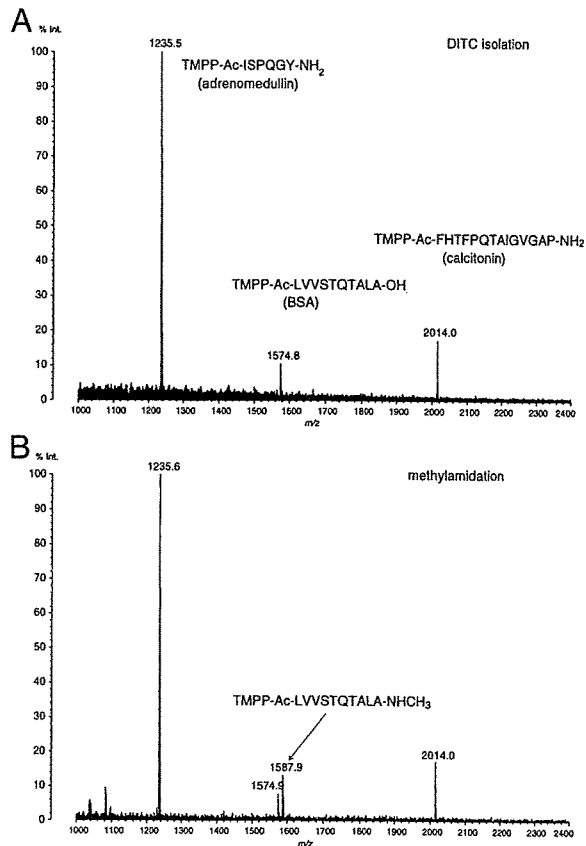 A
% Int.
1235.5
DITC isolation
TMPP-Ac-ISPQGY-NH2
(adrenomedullin)
100
90
80
70
60
50
40
30
20
10
0
TMPP-Ac-FHTFPQTAIGVGAP-NH2
(calcitonin)
TMPP-Ac-LVVSTQTALA-OH
(BSA)
1574.8
2014.0
1000 1100 1200 1300 1400 1500 1600 1700 1800 1900 2000 2100 2200 2300 2400
m/z
B
% Int.
1235.6
methylamidation
100
90
80
70
60
50
40
30
20
10
0
TMPP-Ac-LVVSTQTALA-NHCH3
1587.9
1574.9
2014.0
1000 1100 1200 1300 1400 1500 1600 1700 1800 1900 2000 2100 2200 2300 2400
m/z